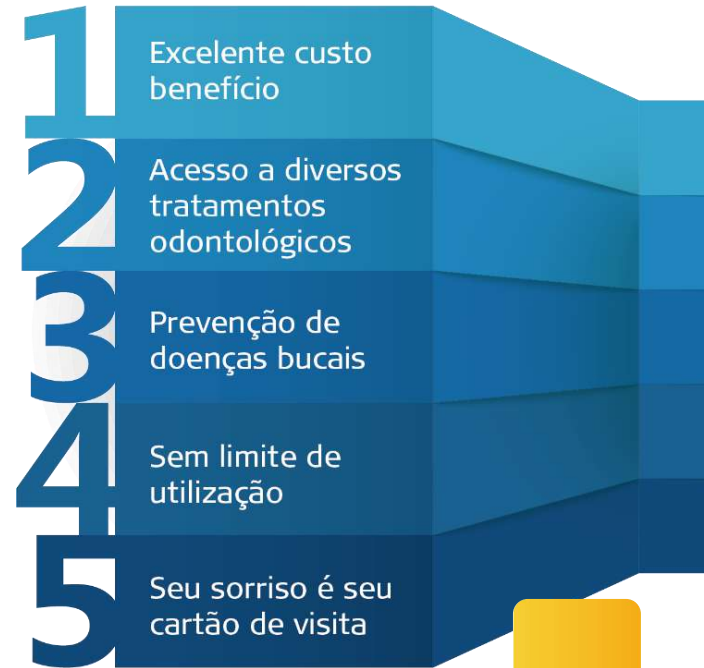 1
Excelente custo
benefício
2
Acesso a diversos
tratamentos
odontológicos
3
Prevenção de
doenças bucais
4
Sem limite de
utilização
5
Seu sorriso é seu
cartão de visita